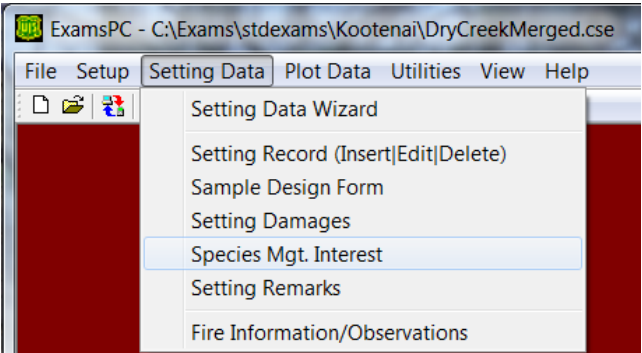 ExamsPC - C:\Exams\stdexams\Kootenai\DryCreekMerged.cse
File Setup Setting Data Plot Data Utilities View Help
Setting Data Wizard
Setting Record (Insert|Edit|Delete)
Sample Design Form
Setting Damages
Species Mgt. Interest
Setting Remarks
Fire Information/Observations